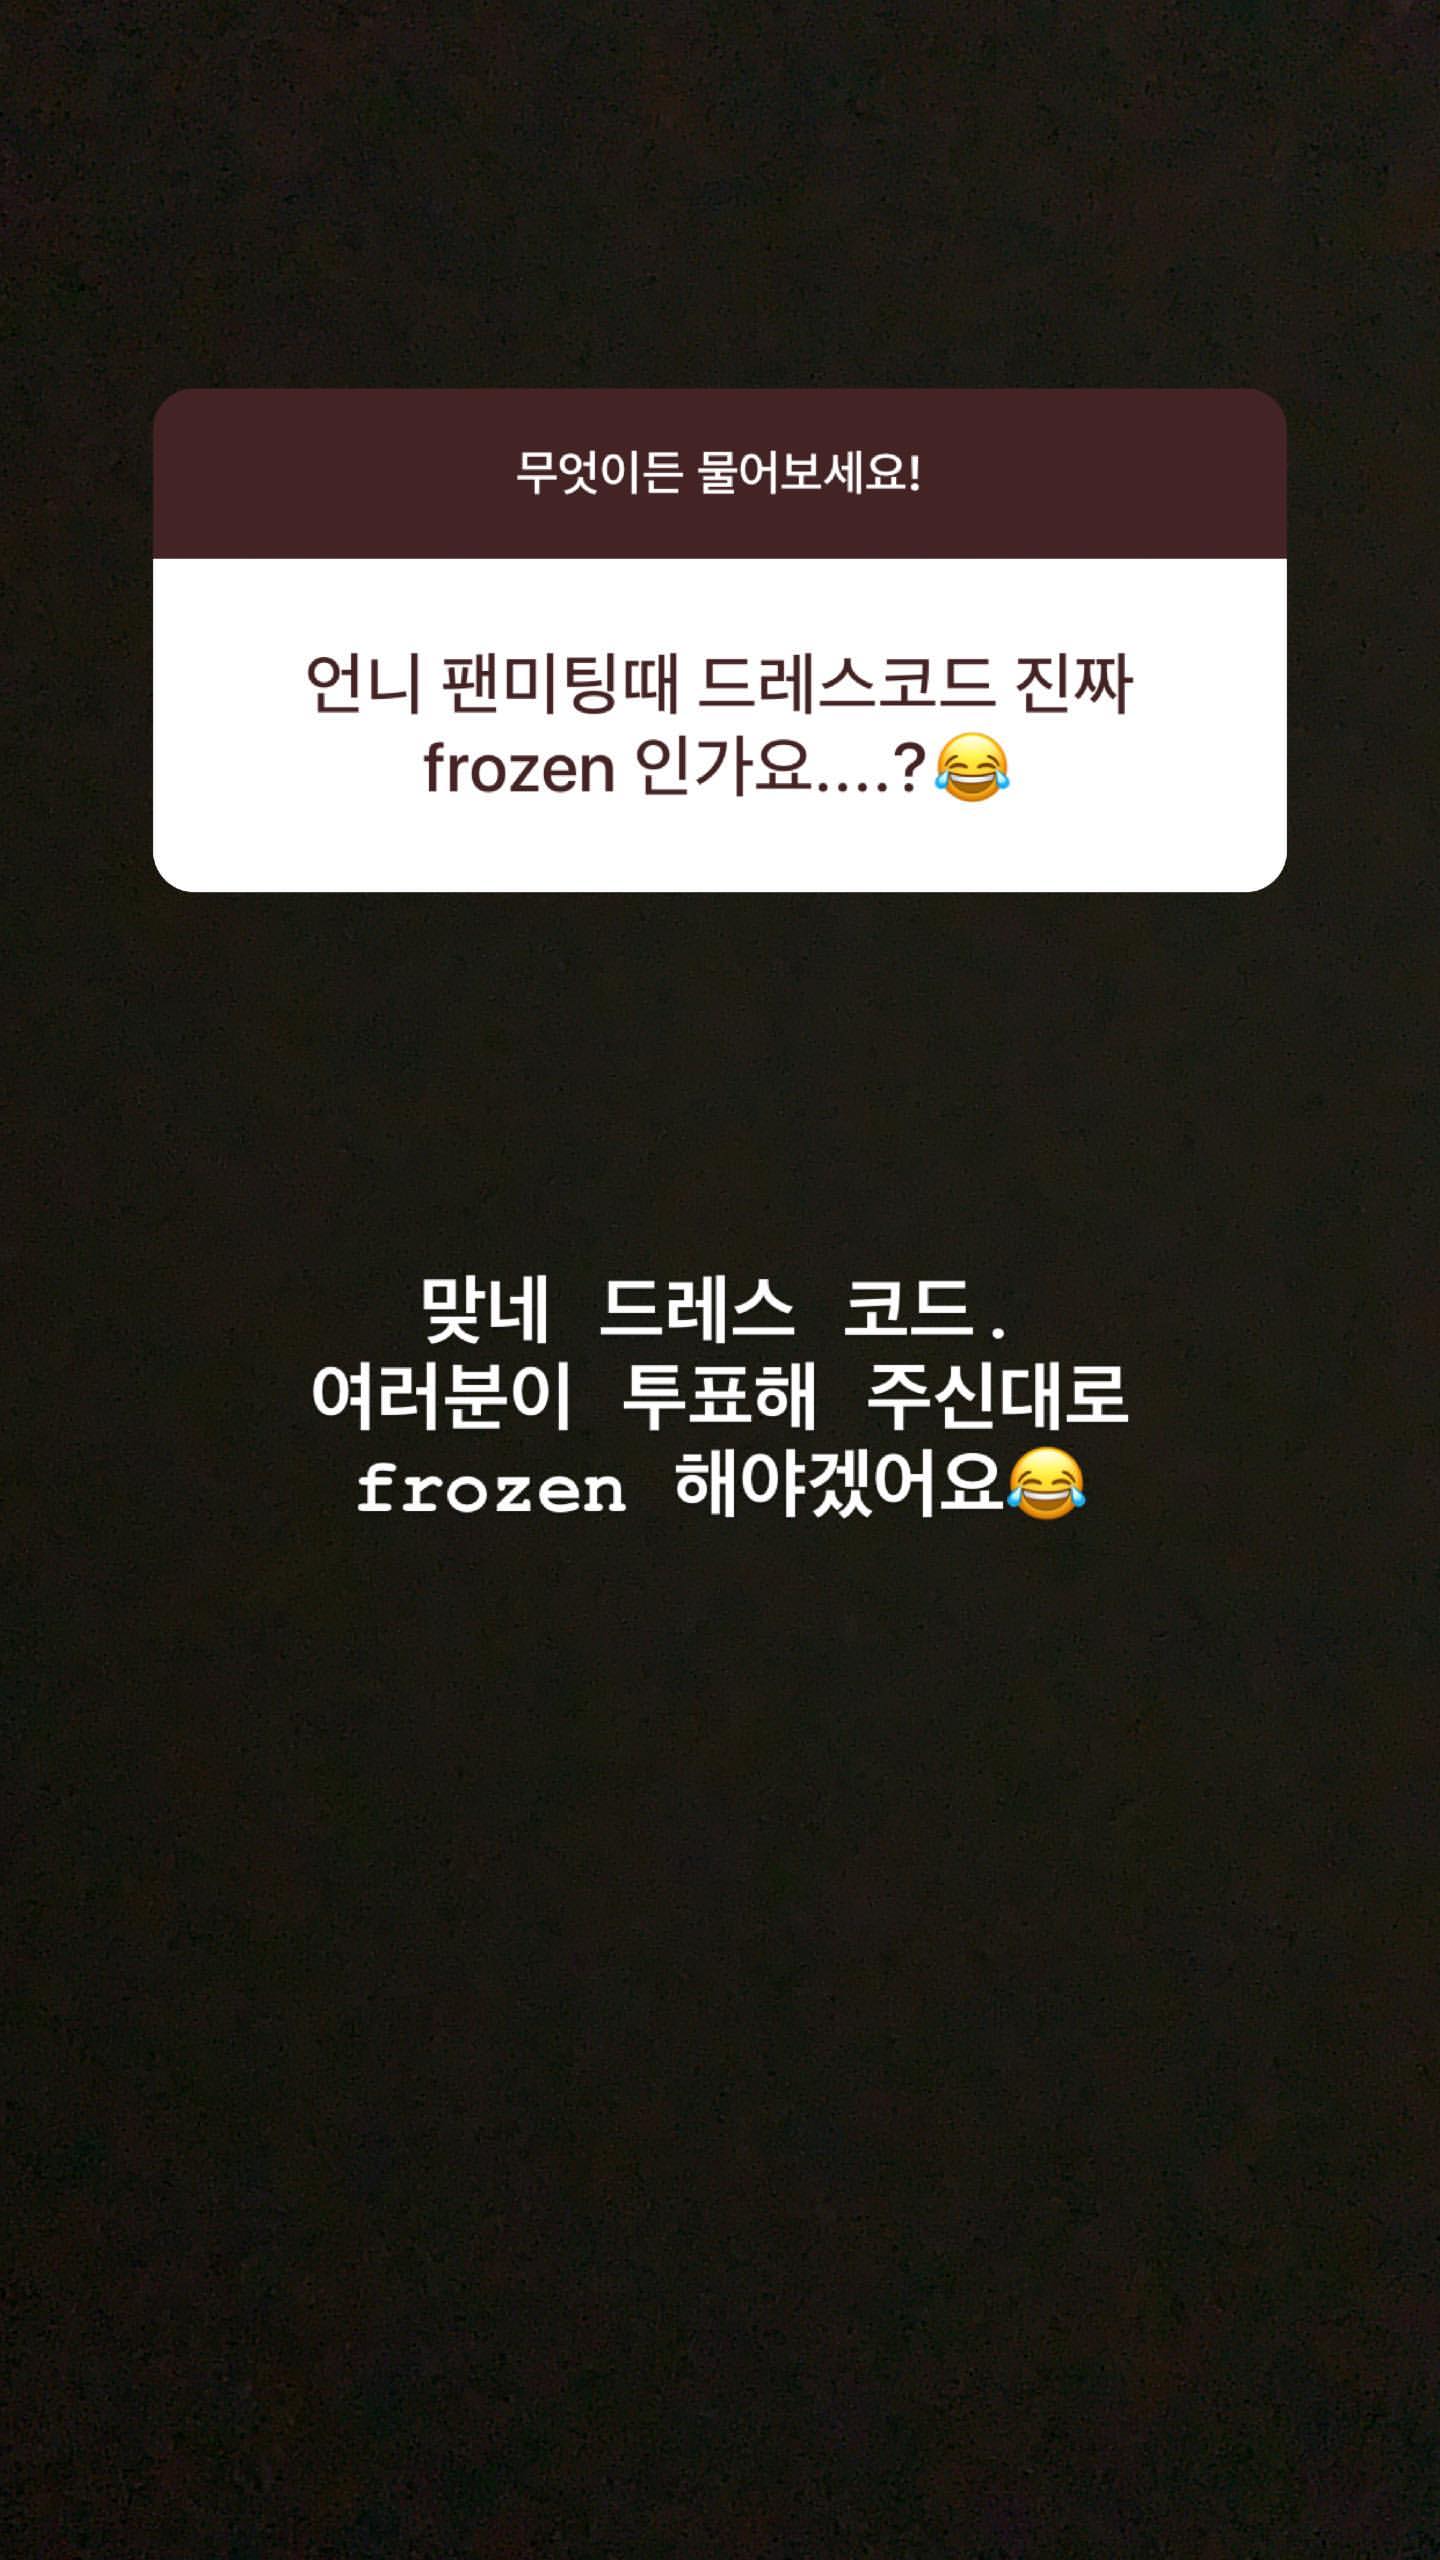 무엇이든 물어보세요!
언니 팬미팅때 드레스코드 진짜
frozen 인가요....?😂
맞네 드레스 코드.
여러분이 투표해 주신대로
frozen 해야겠어요😂